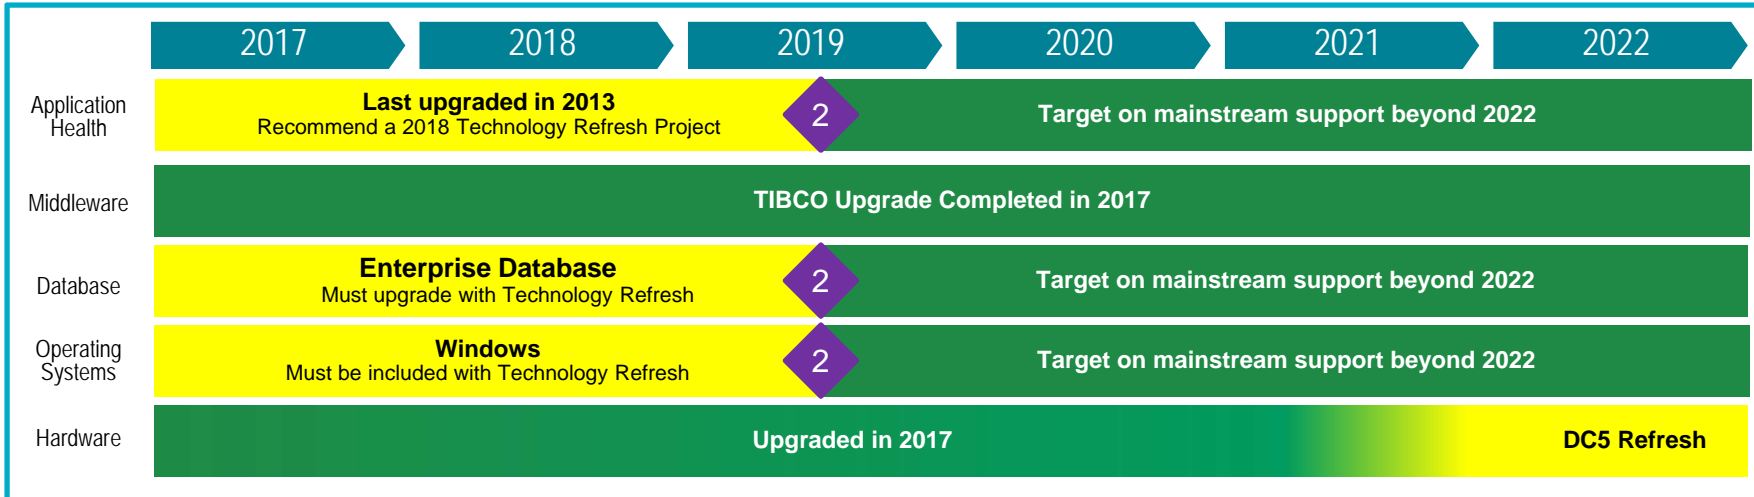 2017 2018 2019 2020 2021 2022
Application
Health
Last upgraded in 2013
Recommend a 2018 Technology Refresh Project
2
Target on mainstream support beyond 2022
Middleware
TIBCO Upgrade Completed in 2017
Database
Enterprise Database
Must upgrade with Technology Refresh
2
Target on mainstream support beyond 2022
Operating
Systems
Windows
Must be included with Technology Refresh
2
Target on mainstream support beyond 2022
Hardware
Upgraded in 2017
DC5 Refresh